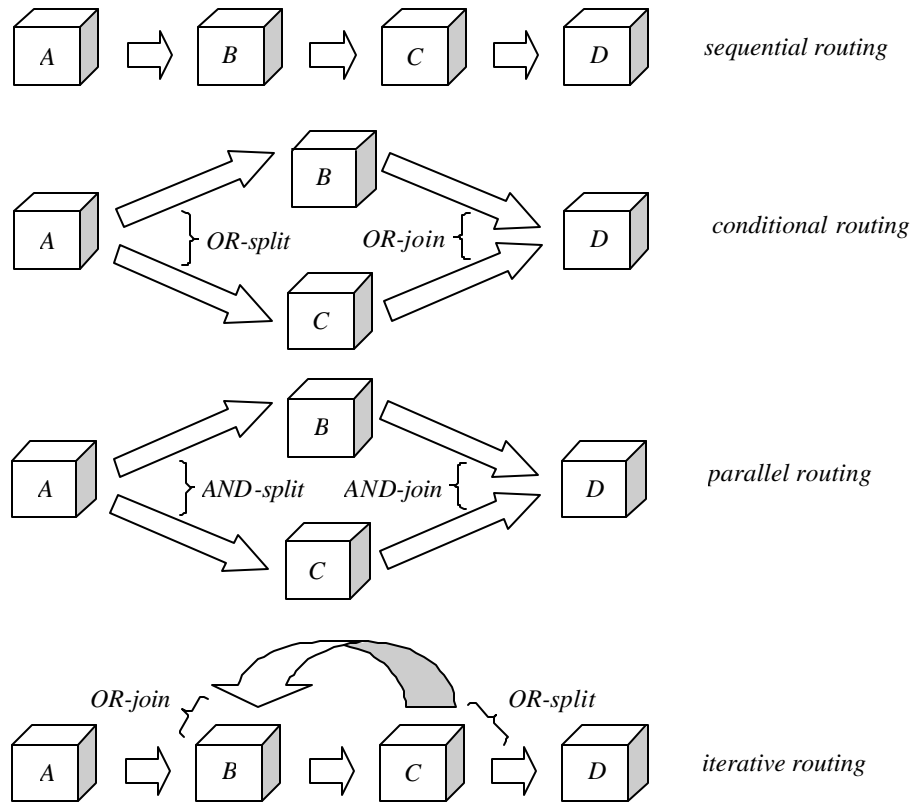 A B C D sequential routing
B
A OR-split OR-join D conditional routing
C
B
A AND-split AND-join D parallel routing
C
OR-join OR-split
A B C D iterative routing